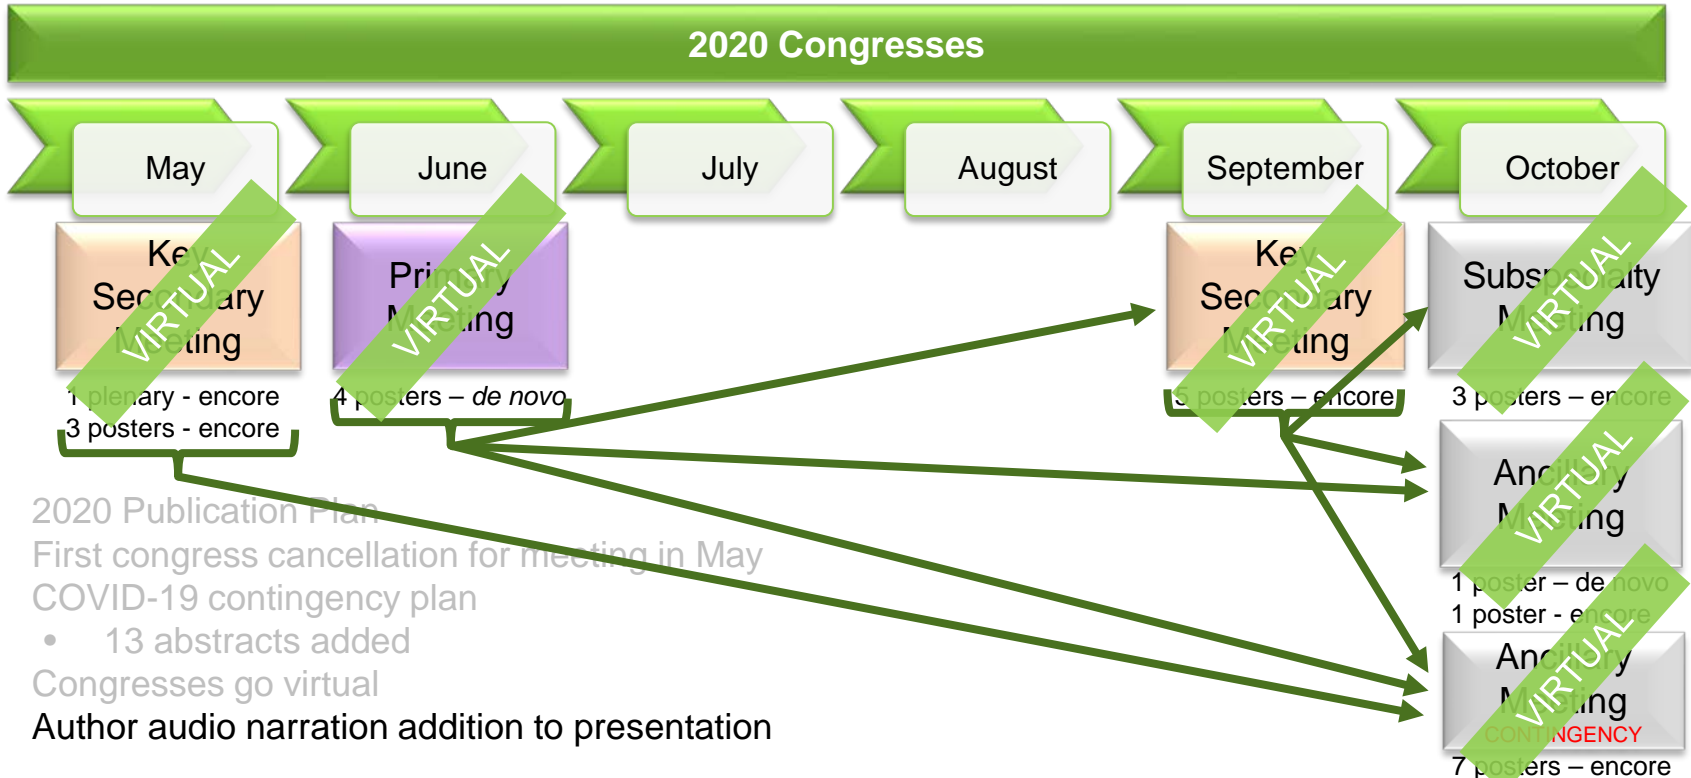 2020 Congresses
May
June
July
August
September
October
Key
Secondary
Meeting
VIRTUAL
1 plenary - encore
3 posters - encore
Primary
Meeting
VIRTUAL
4 posters – de novo
Key
Secondary
Meeting
VIRTUAL
5 posters – encore
Subspecialty
Meeting
VIRTUAL
3 posters – encore
Ancillary
Meeting
VIRTUAL
1 poster – de novo
1 poster - encore
Ancillary
Meeting
CONTINGENCY
VIRTUAL
7 posters – encore
2020 Publication Plan
First congress cancellation for meeting in May
COVID-19 contingency plan
• 13 abstracts added
Congresses go virtual
Author audio narration addition to presentation